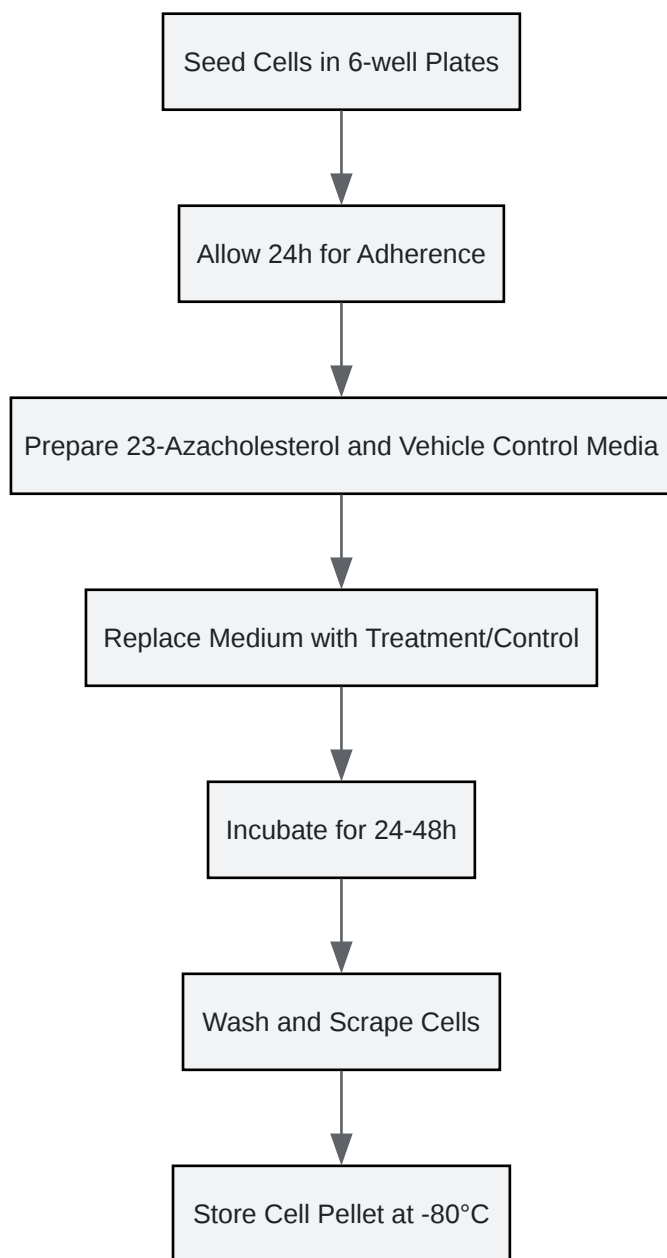 Seed Cells in 6-well Plates
Allow 24h for Adherence
Prepare 23-Azacholesterol and Vehicle Control Media
Replace Medium with Treatment/Control
Incubate for 24-48h
Wash and Scrape Cells
Store Cell Pellet at -80°C